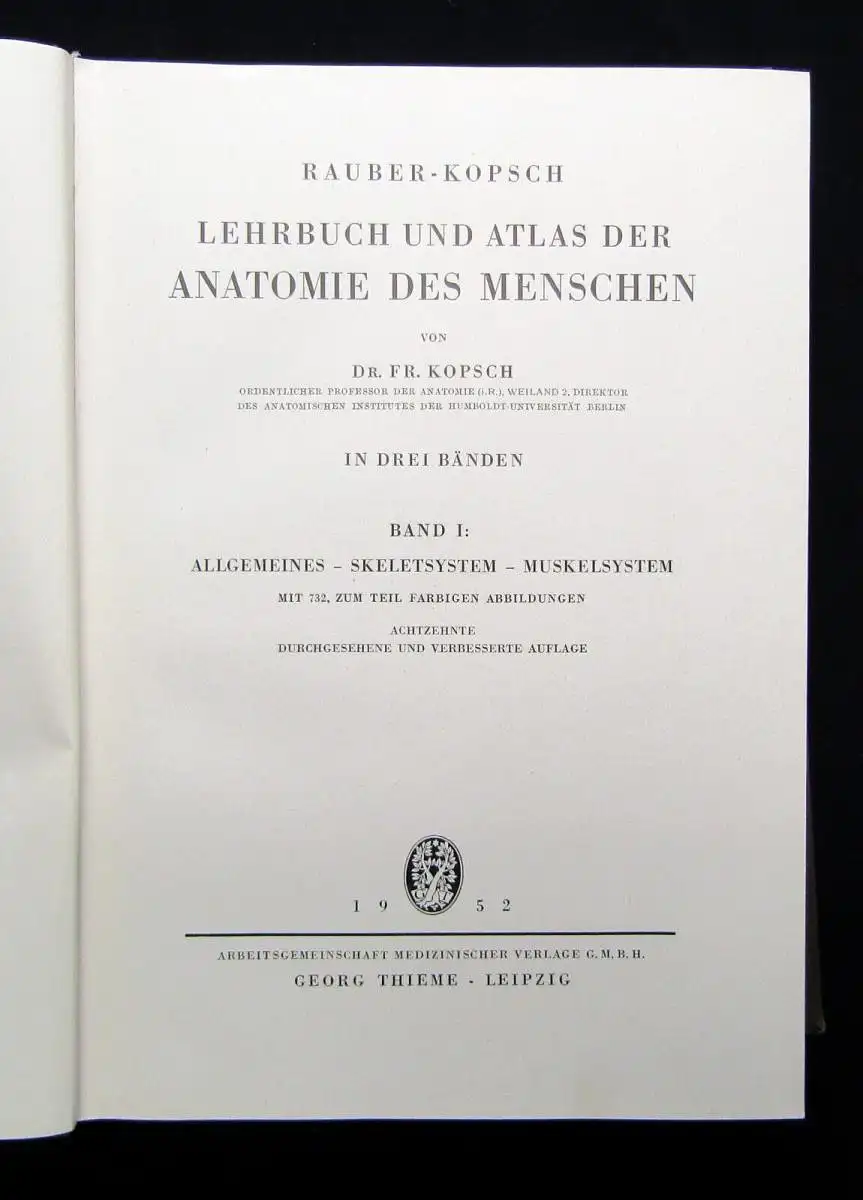 RAUBER-KOPSCH
LEHRBUCH UND ATLAS DER
ANATOMIE DES MENSCHEN
VON
DR. FR. KOPSCH
ORDENTLICHER PROFESSOR DER ANATOMIE (i.R.), WEILAND 2. DIREKTOR
DES ANATOMISCHEN INSTITUTES DER HUMBOLDT-UNIVERSITÄT BERLIN
IN DREI BÄNDEN
BAND I:
ALLGEMEINES – SKELETSYSTEM – MUSKELSYSTEM
MIT 732, ZUM TEIL FARBIGEN ABBILDUNGEN
ACHTZEHNTE
DURCHGESEHENE UND VERBESSERTE AUFLAGE
1952
ARBEITSGEMEINSCHAFT MEDIZINISCHER VERLAGE G.M.B.H.
GEORG THIEME - LEIPZIG